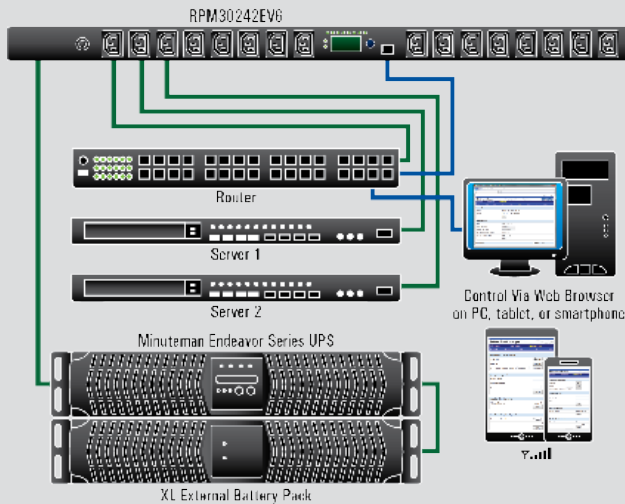 RPM30242EV6
Router
Server 1
Server 2
Control Via Web Browser
on PC, tablet, or smartphone
Minuteman Endeavor Series UPS
XL External Battery Pack